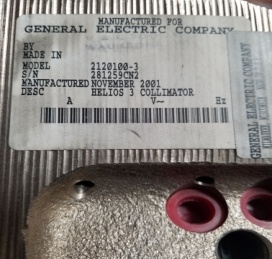 MANUFACTURED FOR
GENERAL ELECTRIC COMPANY
BY
MADE IN
MODEL 2120100-3
S/N 281259CN2
MANUFACTURED NOVEMBER 2001
DESC HELIOS 3 COLLIMATOR
A V~ Hz
GENERAL ELECTRIC COMPANY